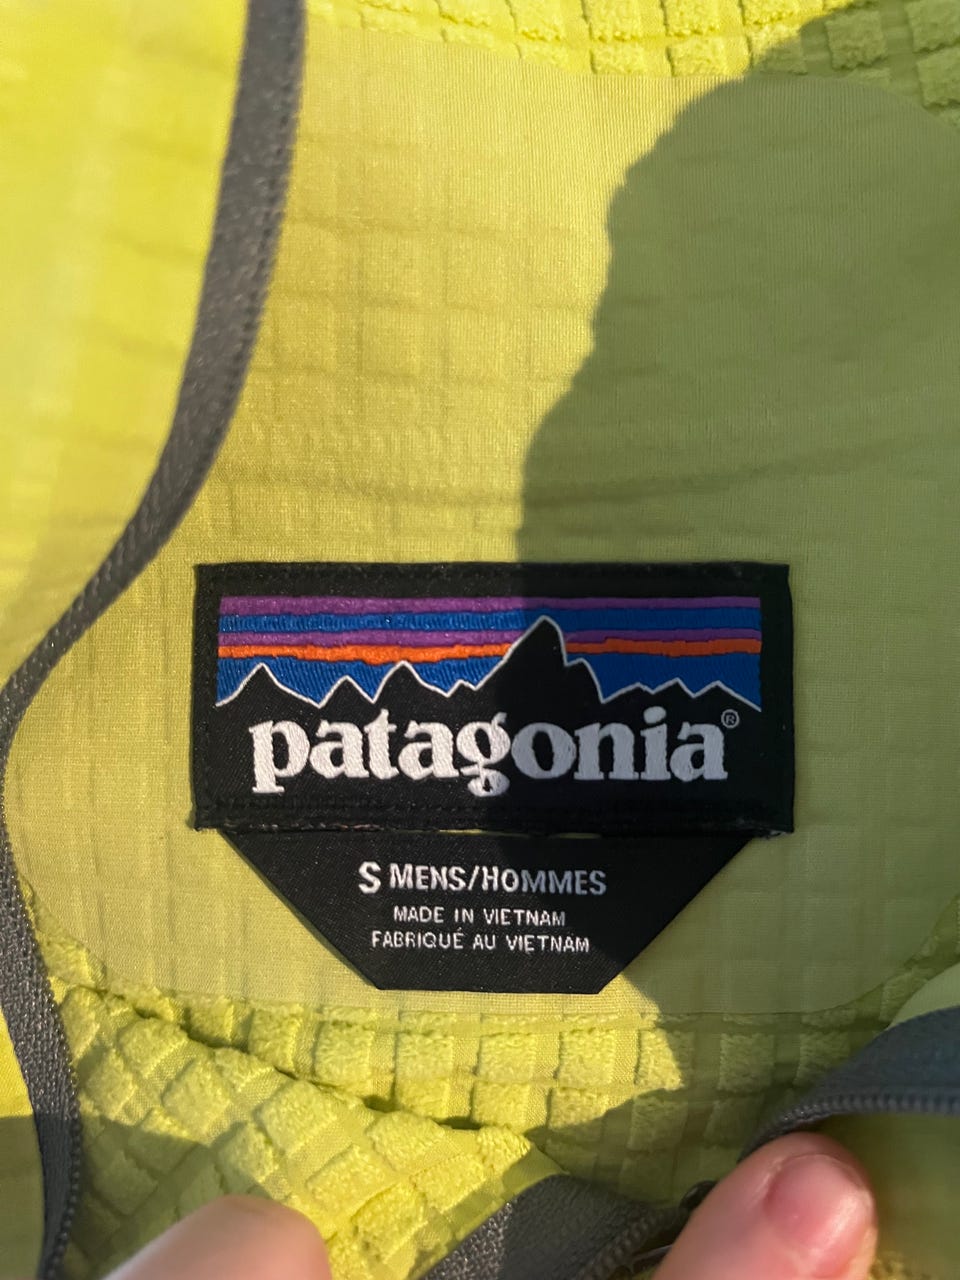 patagonia®
S MENS/HOMMES
MADE IN VIETNAM
FABRIQUÉ AU VIETNAM